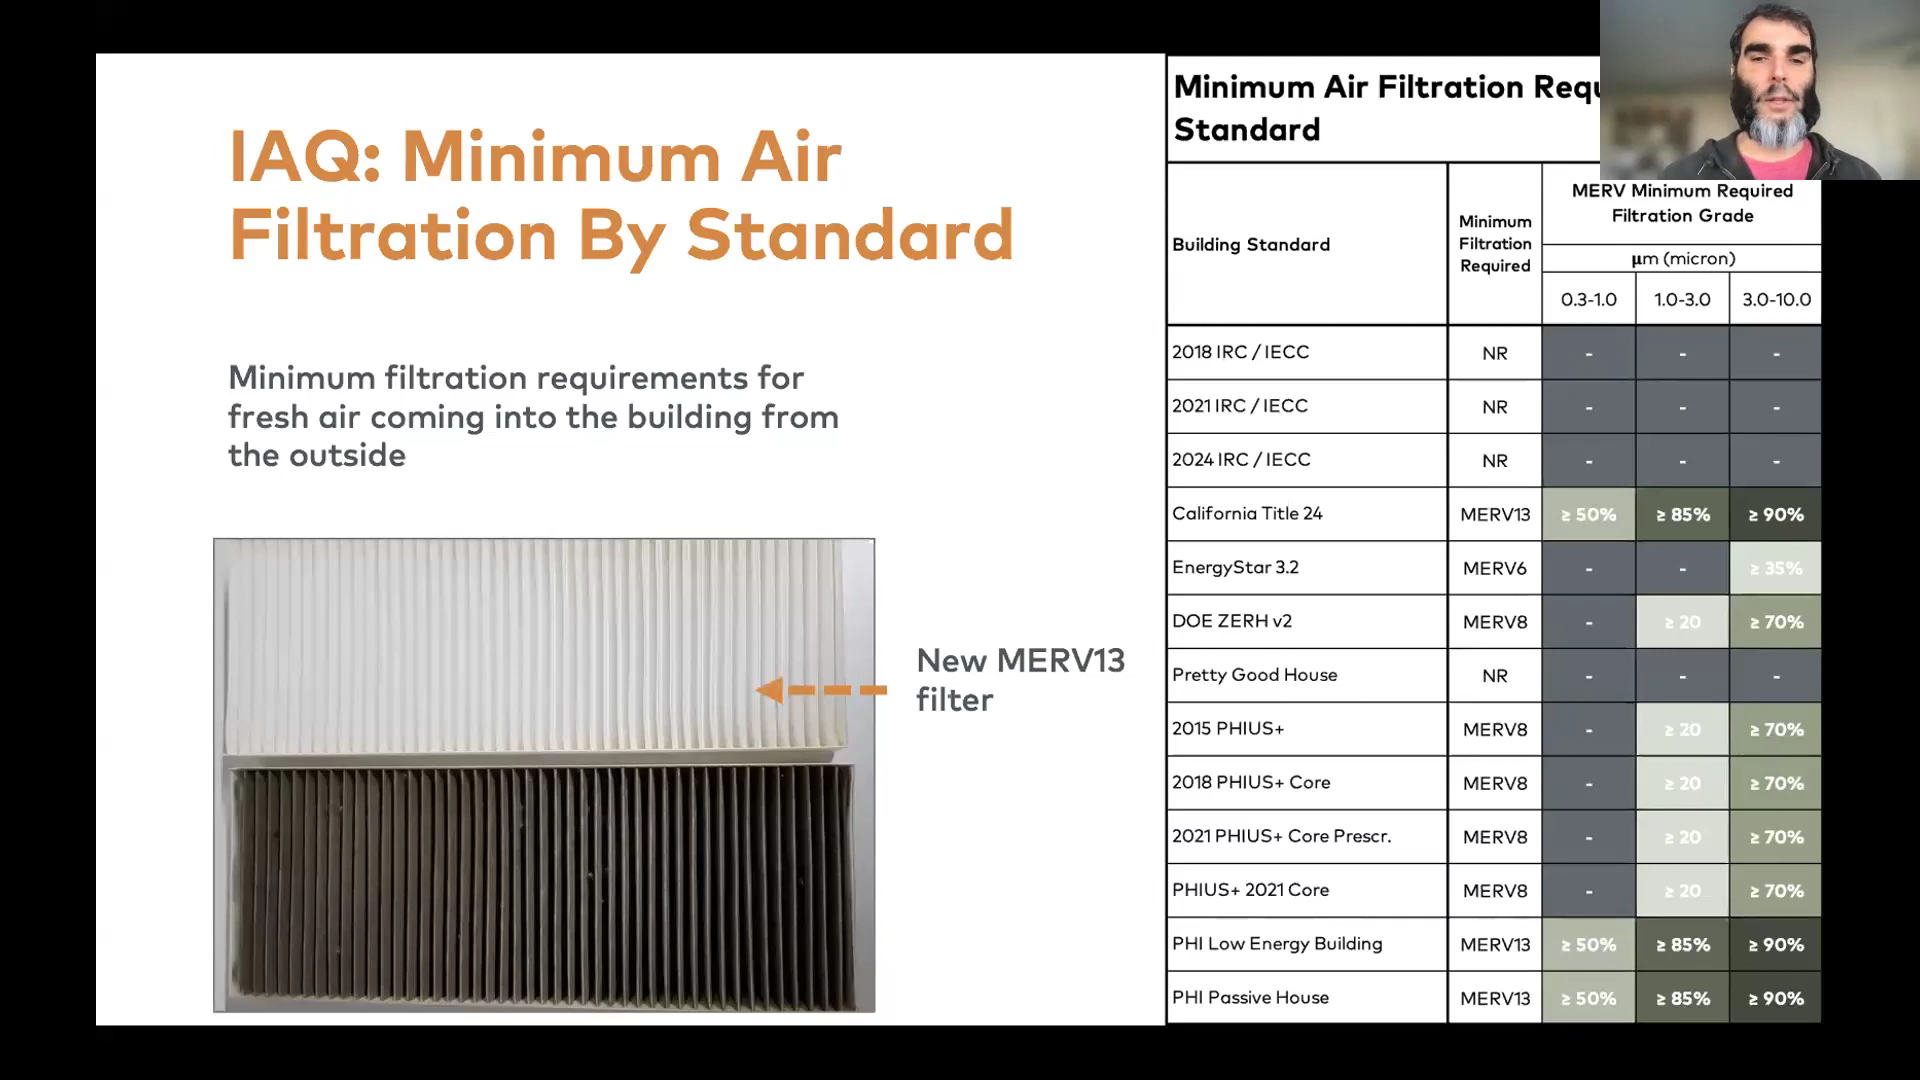 IAQ: Minimum Air
Filtration By Standard
Minimum filtration requirements for
fresh air coming into the building from
the outside
New MERV13
filter
Minimum Air Filtration
Standard
Building Standard
Minimum
Filtration
Required
MERV Minimum Required
Filtration Grade
µm (micron)
0.3-1.0 1.0-3.0 3.0-10.0
2018 IRC / IECC NR - - -
2021 IRC / IECC NR - - -
2024 IRC / IECC NR - - -
California Title 24 MERV13 ≥ 50% ≥ 85% ≥ 90%
EnergyStar 3.2 MERV6 - - ≥ 35%
DOE ZERH v2 MERV8 - ≥ 20 ≥ 70%
Pretty Good House NR - - -
2015 PHIUS+ MERV8 - ≥ 20 ≥ 70%
2018 PHIUS+ Core MERV8 - ≥ 20 ≥ 70%
2021 PHIUS+ Core Prescr. MERV8 - ≥ 20 ≥ 70%
PHIUS+ 2021 Core MERV8 - ≥ 20 ≥ 70%
PHI Low Energy Building MERV13 ≥ 50% ≥ 85% ≥ 90%
PHI Passive House MERV13 ≥ 50% ≥ 85% ≥ 90%